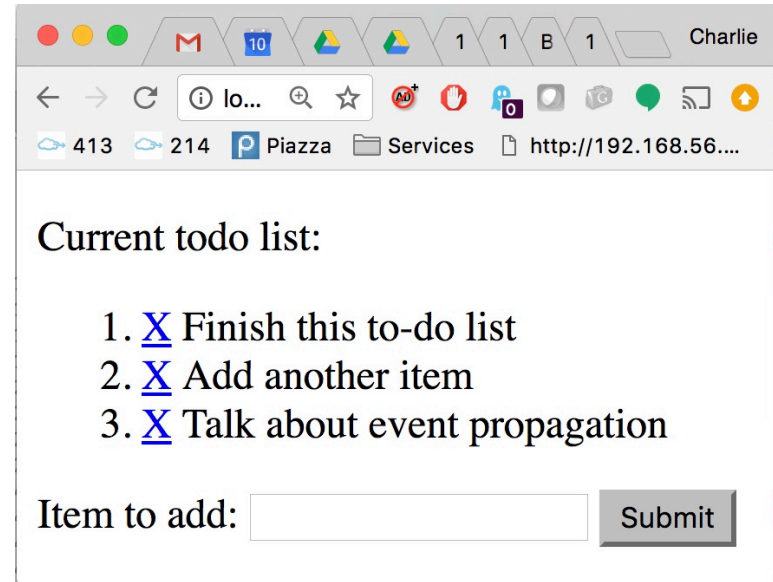 10 1 1 B 1 Charlie
lo... AD+ 0 G
413 214 p Piazza Services http://192.168.56....
Current todo list:
1. X Finish this to-do list
2. X Add another item
3. X Talk about event propagation
Item to add: Submit